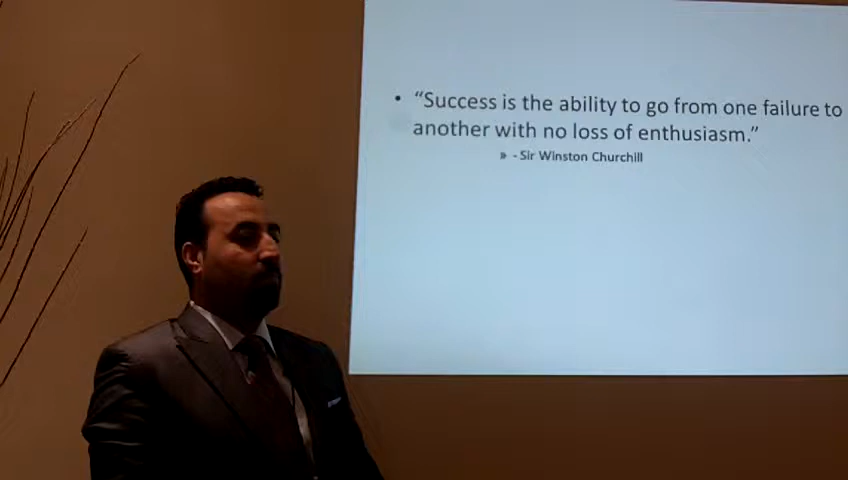 • “Success is the ability to go from one failure to
another with no loss of enthusiasm.”
» - Sir Winston Churchill